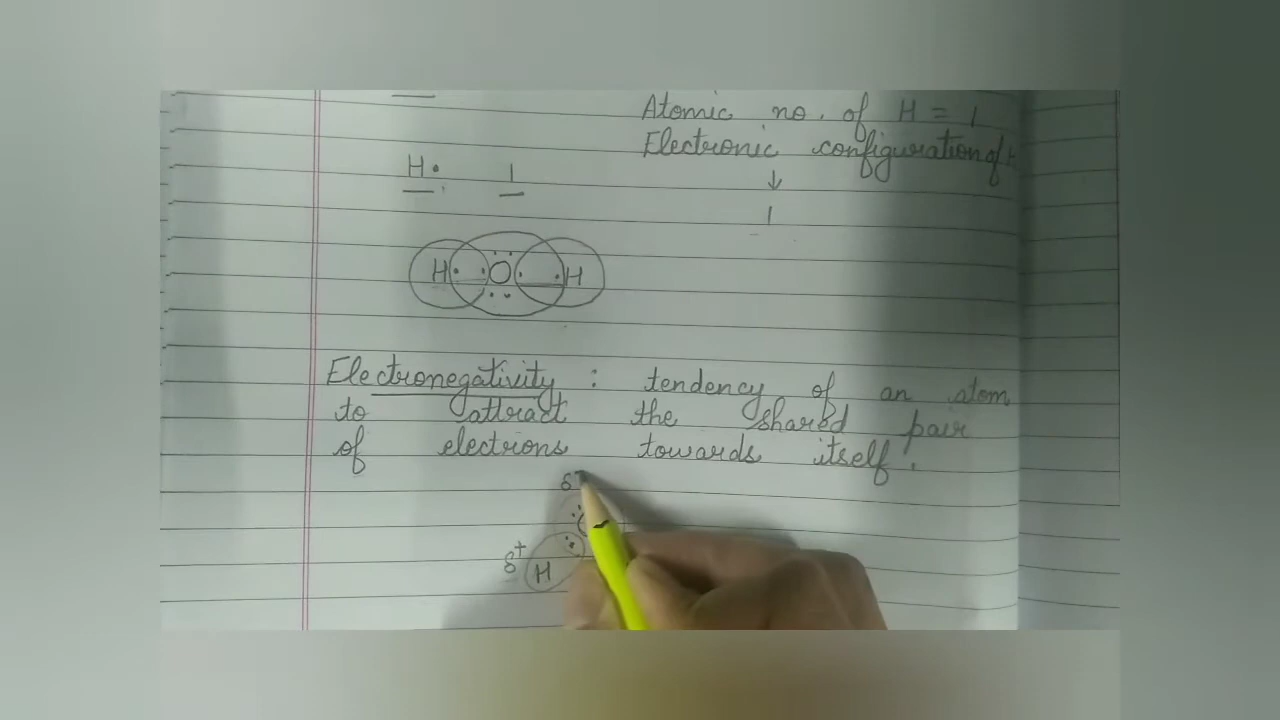 Atomic no. of H = 1
Electronic configuration of H
↓
1
H• 1
H O H
Electronegativity : tendency of an atom
to attract the shared pair
of electrons towards itself.
δ
δ+ H